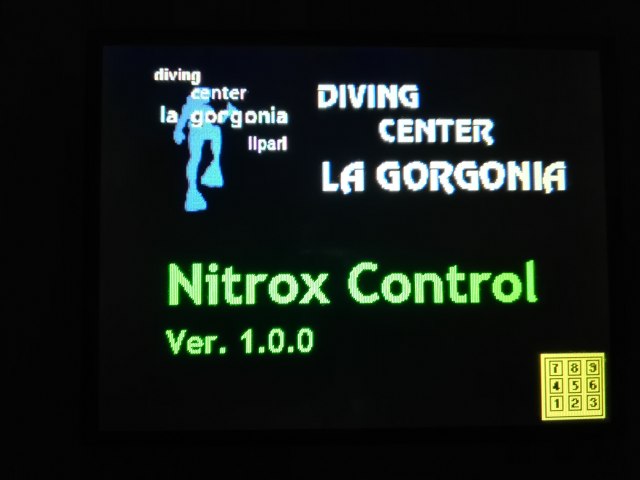 diving
center
la gorgonia
lipari
DIVING
CENTER
LA GORGONIA
Nitrox Control
Ver. 1.0.0
7 8 9
4 5 6
1 2 3